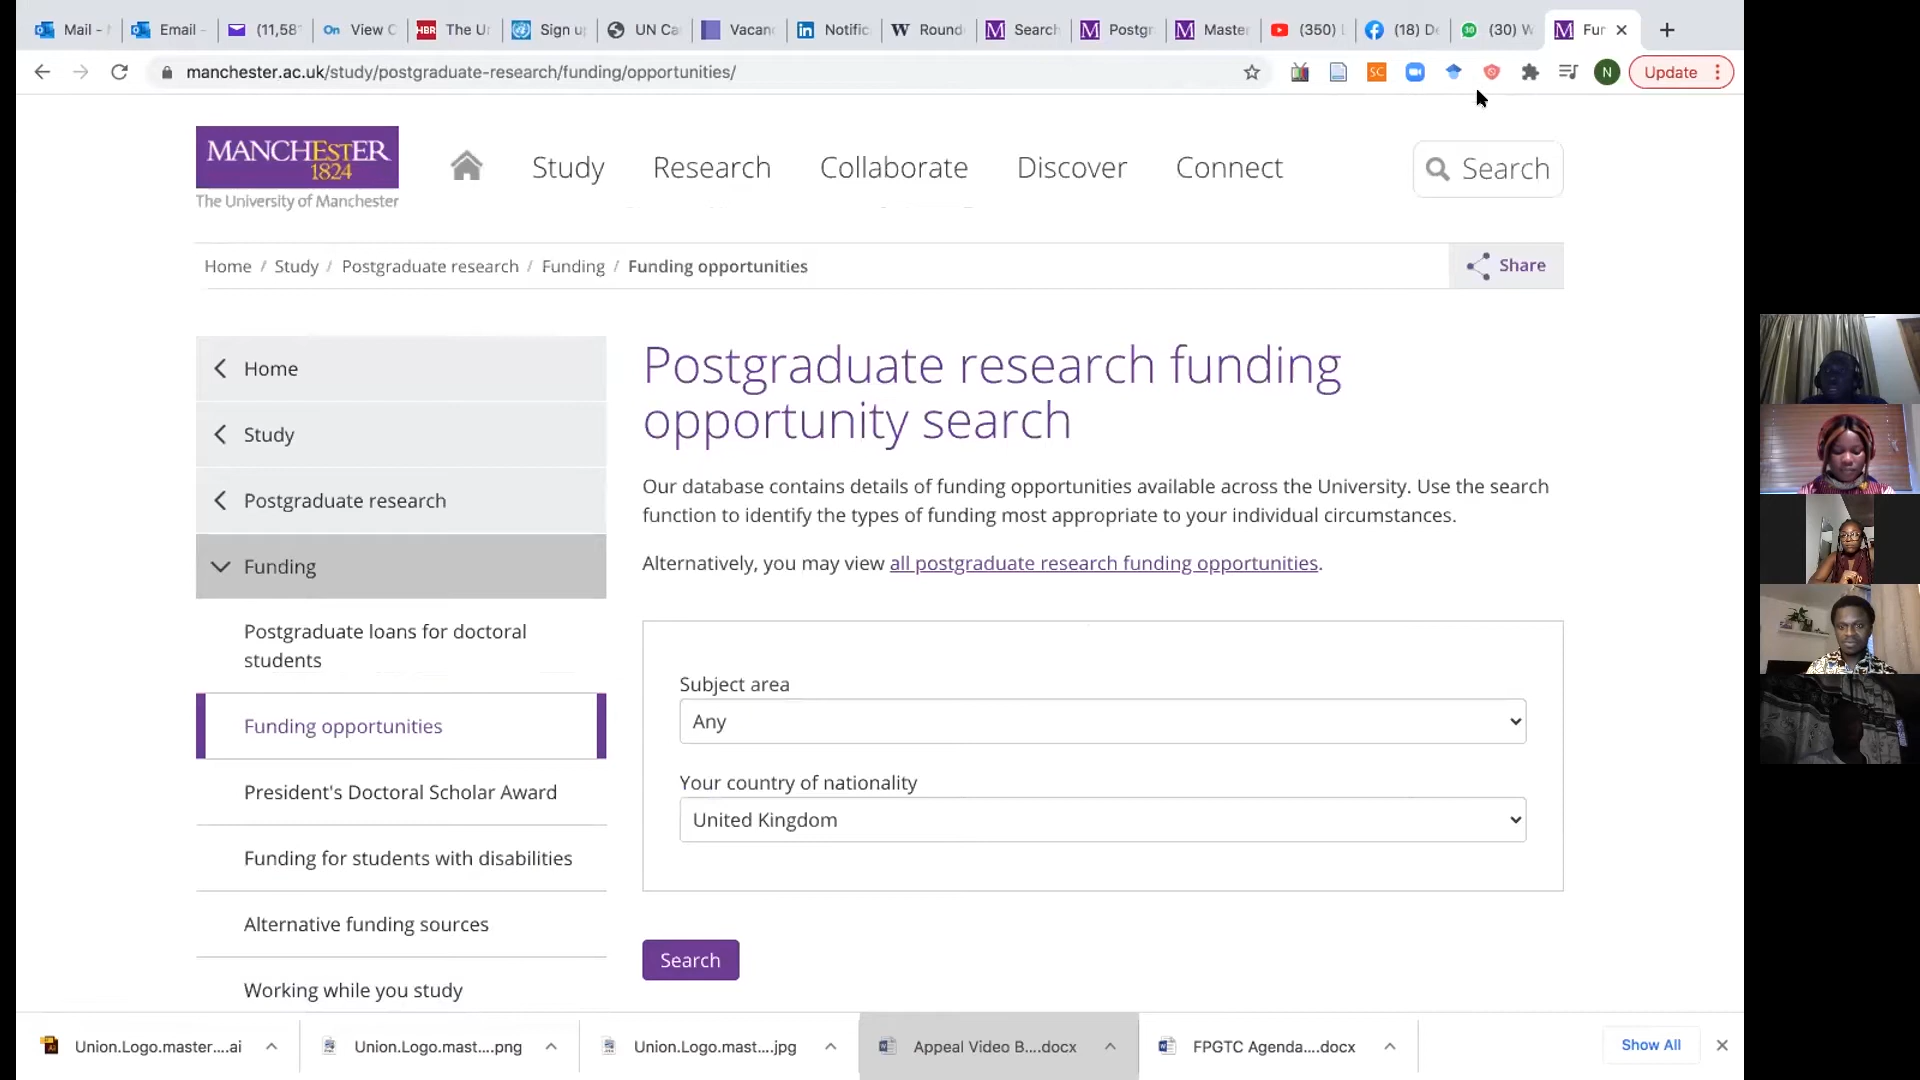 Mail -
Email -
(11,58
View C
HBR
The U
Sign u
UN Ca
Vacan
Notific
Round
Search
Postgr
Master
(350)
(18) D
(30) W
Fur
manchester.ac.uk/study/postgraduate-research/funding/opportunities/
SC
N
Update
MANCHESTER
1824
The University of Manchester
Study
Research
Collaborate
Discover
Connect
Search
Home / Study / Postgraduate research / Funding / Funding opportunities
Share
Home
Study
Postgraduate research
Funding
Postgraduate loans for doctoral
students
Funding opportunities
President's Doctoral Scholar Award
Funding for students with disabilities
Alternative funding sources
Working while you study
Postgraduate research funding
opportunity search
Our database contains details of funding opportunities available across the University. Use the search
function to identify the types of funding most appropriate to your individual circumstances.
Alternatively, you may view all postgraduate research funding opportunities.
Subject area
Any
Your country of nationality
United Kingdom
Search
Union.Logo.master....ai
Union.Logo.mast....png
Union.Logo.mast....jpg
Appeal Video B....docx
FPGTC Agenda....docx
Show All